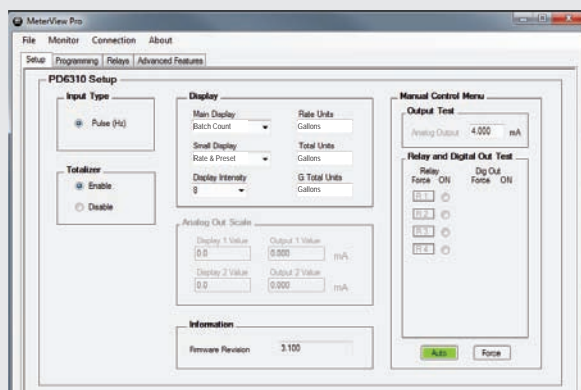 MeterView Pro
File Monitor Connection About
Setup Programming Relays Advanced Features
PD6310 Setup
Input Type
Pulse (Hz)
Totalizer
Enable
Disable
Display
Main Display Rate Units
Batch Count Gallons
Small Display Total Units
Rate & Preset Gallons
Display Intensity G Total Units
8 Gallons
Analog Out Scale
Display 1 Value Output 1 Value
0.0 0.000 mA
Display 2 Value Output 2 Value
0.0 0.000 mA
Information
Firmware Revision 3.100
Manual Control Menu
Output Test
Analog Output 4.000 mA
Relay and Digital Out Test
Relay Dig Out
Force ON Force ON
R 1
R 2
R 3
R 4
Auto Force